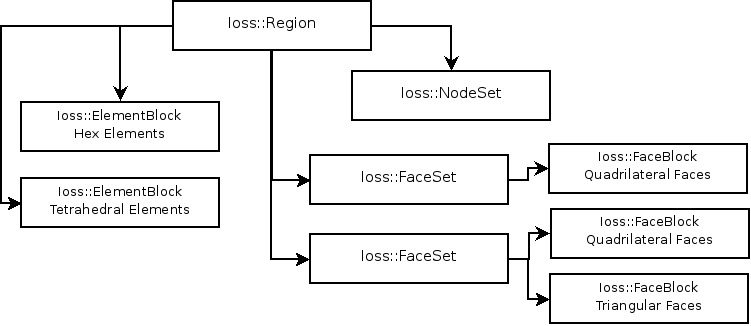 Ioss::Region
Ioss::NodeSet
Ioss::ElementBlock
Hex Elements
Ioss::ElementBlock
Tetrahedral Elements
Ioss::FaceSet
Ioss::FaceBlock
Quadrilateral Faces
Ioss::FaceSet
Ioss::FaceBlock
Quadrilateral Faces
Ioss::FaceBlock
Triangular Faces